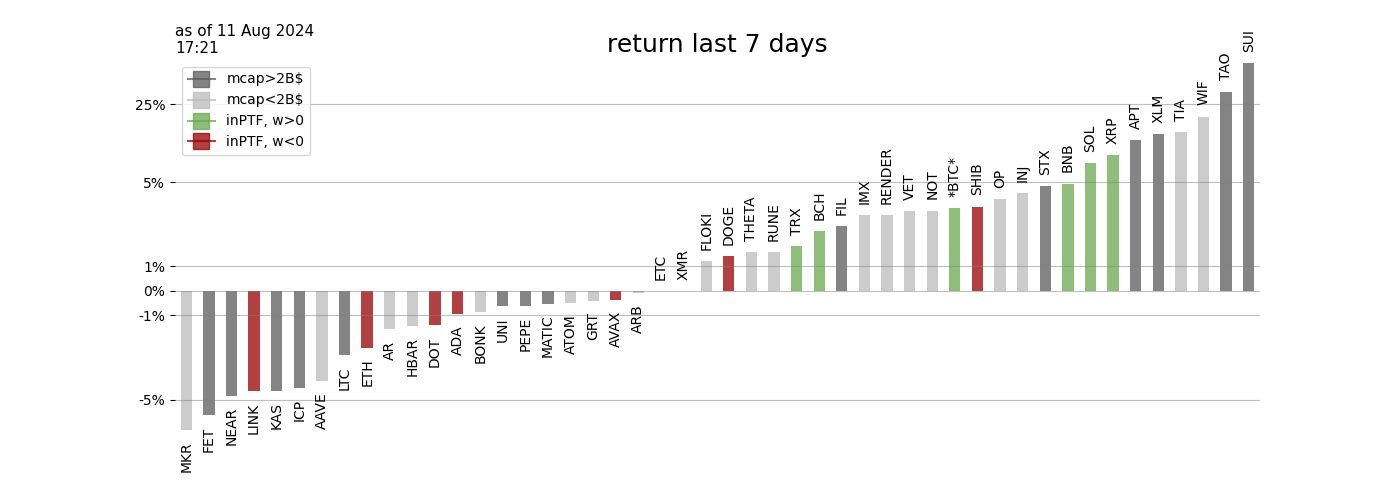 as of 11 Aug 2024
17:21
return last 7 days
mcap>2B$
mcap<2B$
inPTF, w>0
inPTF, w<0
25%
5%
1%
0%
-1%
-5%
MKR
FET
NEAR
LINK
KAS
ICP
AAVE
LTC
ETH
AR
HBAR
DOT
ADA
BONK
UNI
PEPE
MATIC
ATOM
GRT
AVAX
ARB
ETC
XMR
FLOKI
DOGE
THETA
RUNE
TRX
BCH
FIL
IMX
RENDER
VET
NOT
*BTC*
SHIB
OP
INJ
STX
BNB
SOL
XRP
APT
XLM
TIA
WIF
TAO
SUI